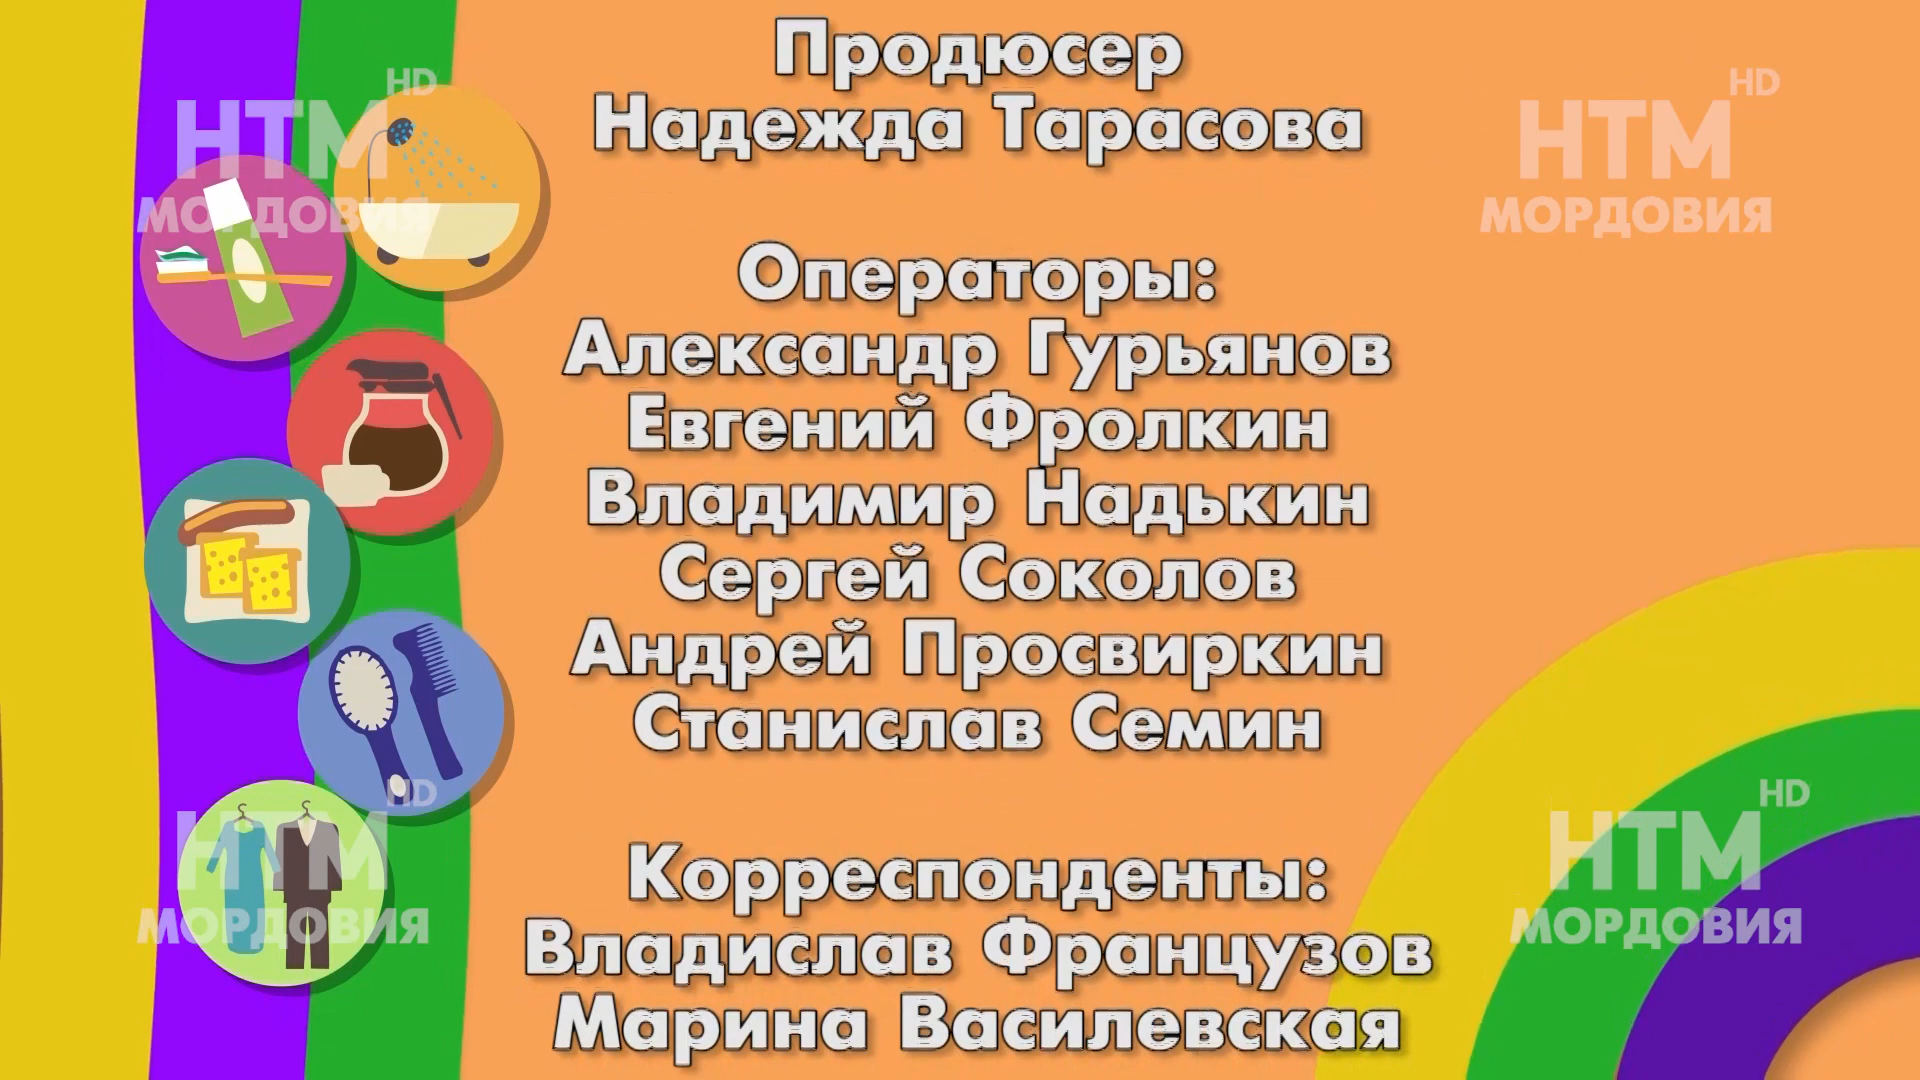 Продюсер
Надежда Тарасова
Операторы:
Александр Гурьянов
Евгений Фролкин
Владимир Надькин
Сергей Соколов
Андрей Просвиркин
Станислав Семин
Корреспонденты:
Владислав Французов
Марина Василевская
НТМ HD
МОРДОВИЯ
НТМ HD
МОРДОВИЯ
НТМ HD
МОРДОВИЯ
НТМ HD
МОРДОВИЯ